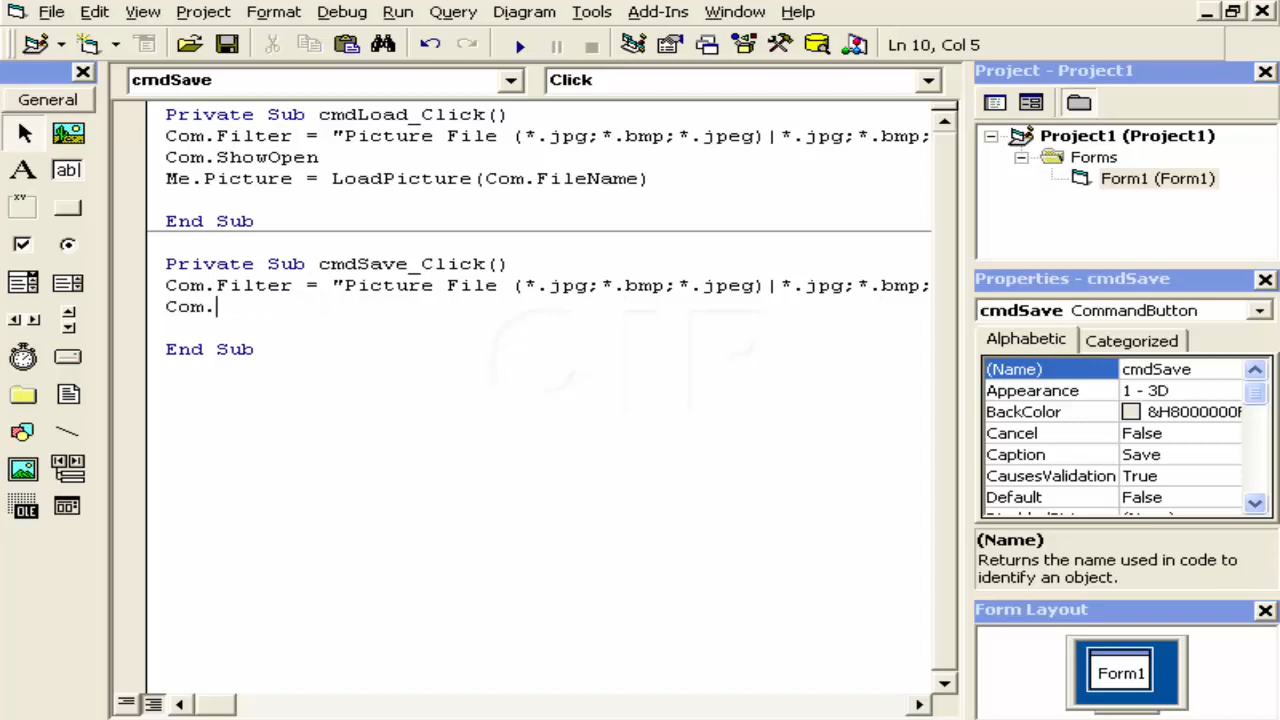 File Edit View Project Format Debug Run Query Diagram Tools Add-Ins Window Help
Ln 10, Col 5
General
A
ab|
XY
OLE
cmdSave
Click
Private Sub cmdLoad_Click()
Com.Filter = "Picture File (*.jpg;*.bmp;*.jpeg)|*.jpg;*.bmp;
Com.ShowOpen
Me.Picture = LoadPicture(Com.FileName)
End Sub
Private Sub cmdSave_Click()
Com.Filter = "Picture File (*.jpg;*.bmp;*.jpeg)|*.jpg;*.bmp;
Com.
End Sub
Project - Project1
Project1 (Project1)
Forms
Form1 (Form1)
Properties - cmdSave
cmdSave CommandButton
Alphabetic Categorized
(Name) cmdSave
Appearance 1 - 3D
BackColor &H8000000F
Cancel False
Caption Save
CausesValidation True
Default False
(Name)
Returns the name used in code to
identify an object.
Form Layout
Form1